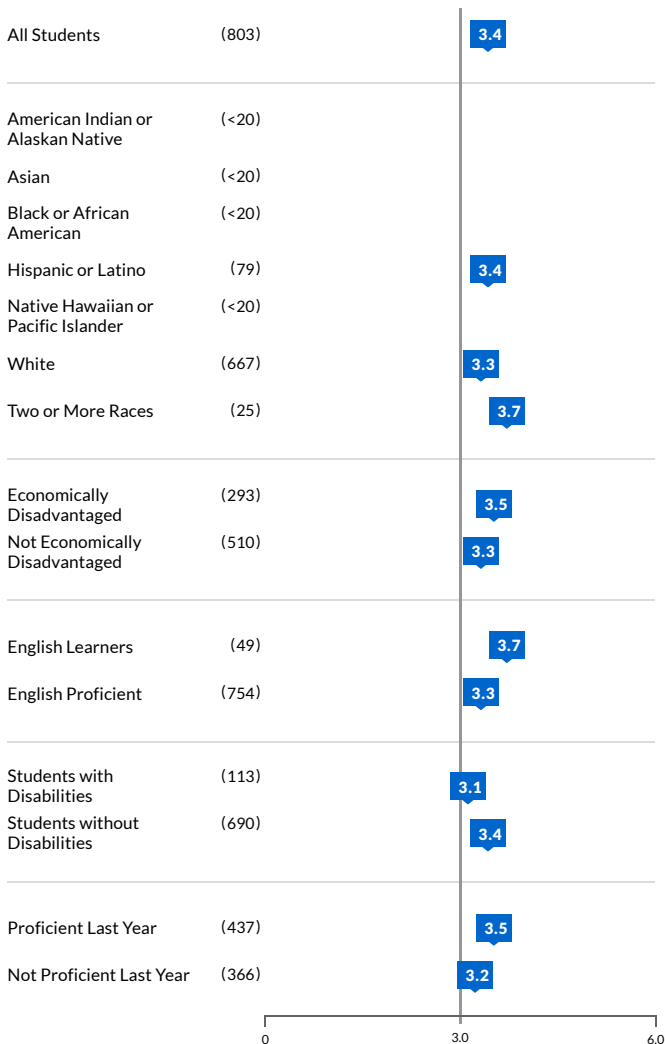 All Students (803) 3.4
American Indian or (<20)
Alaskan Native
Asian (<20)
Black or African (<20)
American
Hispanic or Latino (79) 3.4
Native Hawaiian or (<20)
Pacific Islander
White (667) 3.3
Two or More Races (25) 3.7
Economically (293) 3.5
Disadvantaged
Not Economically (510) 3.3
Disadvantaged
English Learners (49) 3.7
English Proficient (754) 3.3
Students with (113) 3.1
Disabilities
Students without (690) 3.4
Disabilities
Proficient Last Year (437) 3.5
Not Proficient Last Year (366) 3.2
0 3.0 6.0